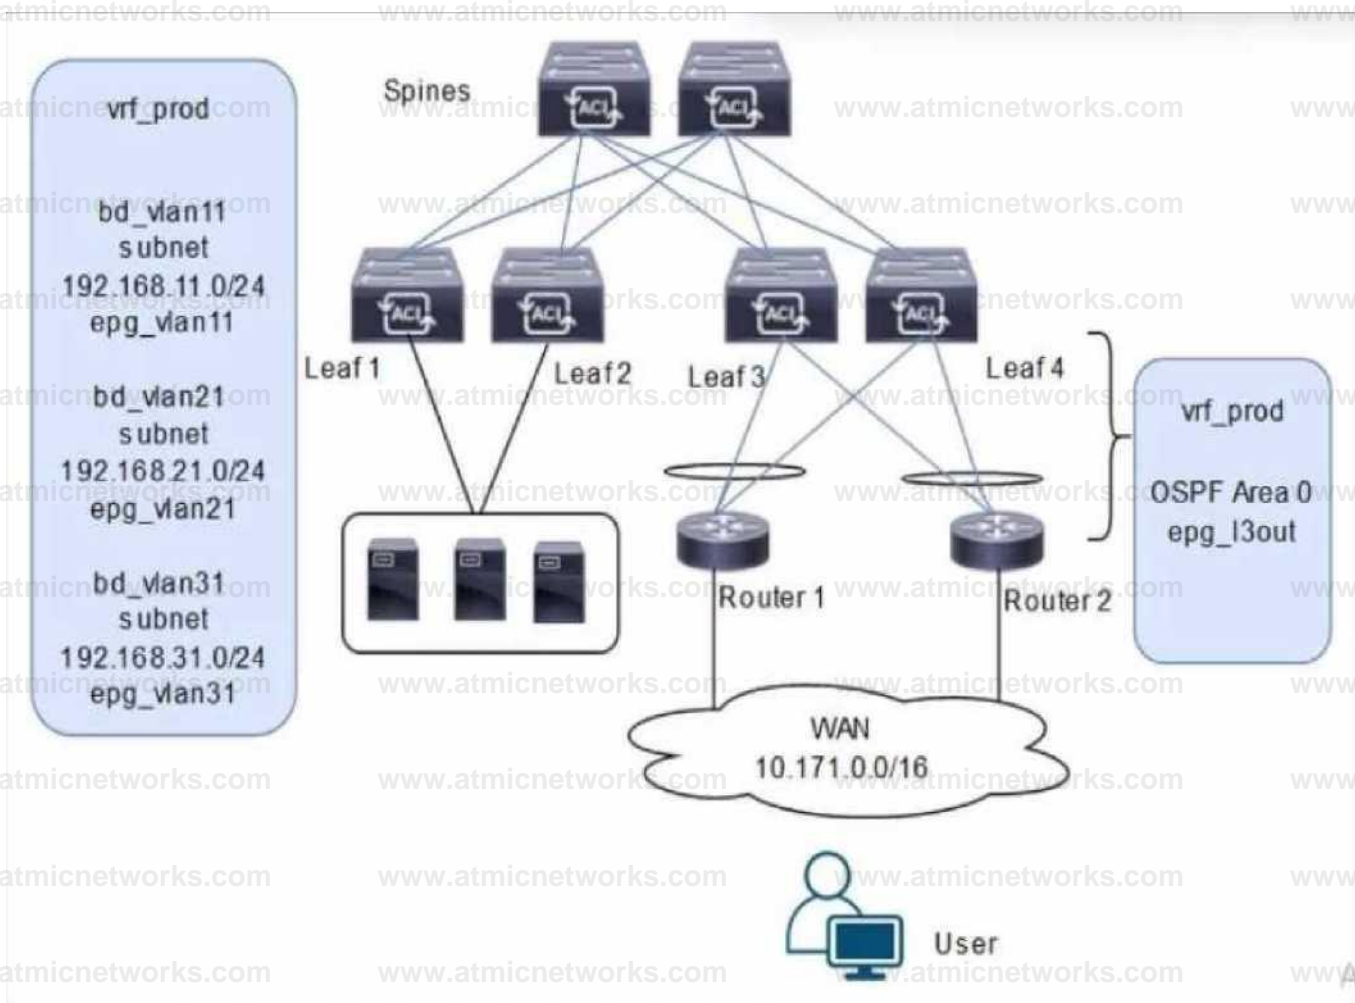 www.atmicnetworks.com
Spines
vrf_prod
bd_vlan11
subnet
192.168.11.0/24
epg_vlan11
bd_vlan21
subnet
192.168.21.0/24
epg_vlan21
bd_vlan31
subnet
192.168.31.0/24
epg_vlan31
ACI
ACI
ACI
ACI
ACI
ACI
Leaf 1
Leaf 2
Leaf 3
Leaf 4
vrf_prod
OSPF Area 0
epg_l3out
Router 1
Router 2
WAN
10.171.0.0/16
User